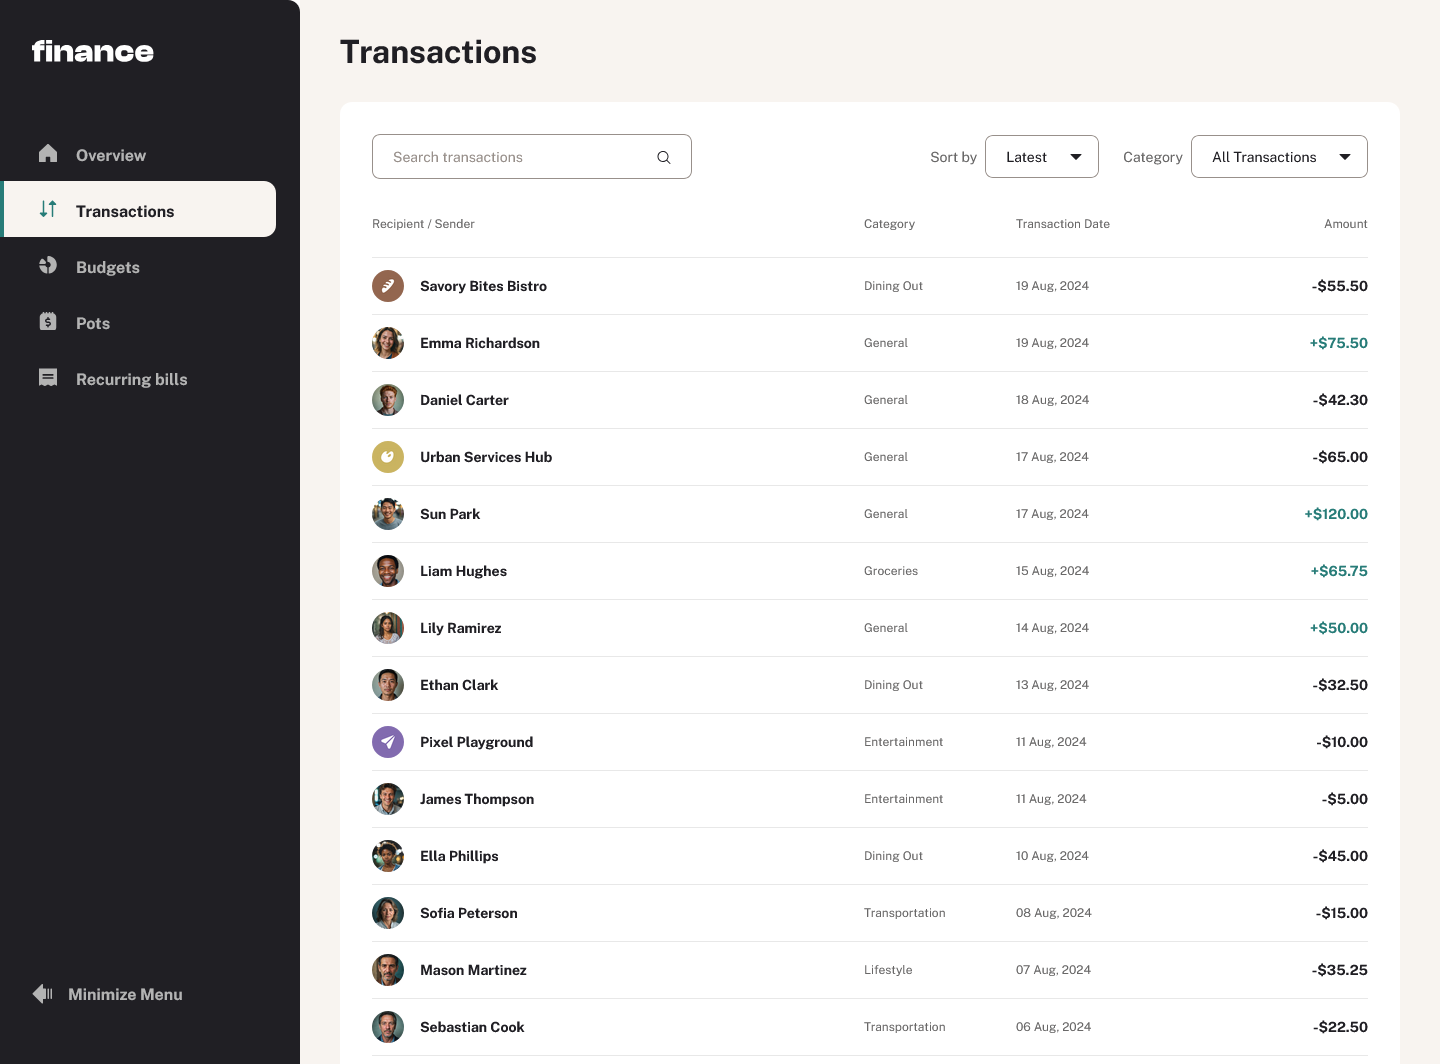 finance
Overview
Transactions
Budgets
Pots
Recurring bills
Minimize Menu
Transactions
Search transactions
Sort by Latest Category All Transactions
Recipient / Sender Category Transaction Date Amount
Savory Bites Bistro Dining Out 19 Aug, 2024 -$55.50
Emma Richardson General 19 Aug, 2024 +$75.50
Daniel Carter General 18 Aug, 2024 -$42.30
Urban Services Hub General 17 Aug, 2024 -$65.00
Sun Park General 17 Aug, 2024 +$120.00
Liam Hughes Groceries 15 Aug, 2024 +$65.75
Lily Ramirez General 14 Aug, 2024 +$50.00
Ethan Clark Dining Out 13 Aug, 2024 -$32.50
Pixel Playground Entertainment 11 Aug, 2024 -$10.00
James Thompson Entertainment 11 Aug, 2024 -$5.00
Ella Phillips Dining Out 10 Aug, 2024 -$45.00
Sofia Peterson Transportation 08 Aug, 2024 -$15.00
Mason Martinez Lifestyle 07 Aug, 2024 -$35.25
Sebastian Cook Transportation 06 Aug, 2024 -$22.50